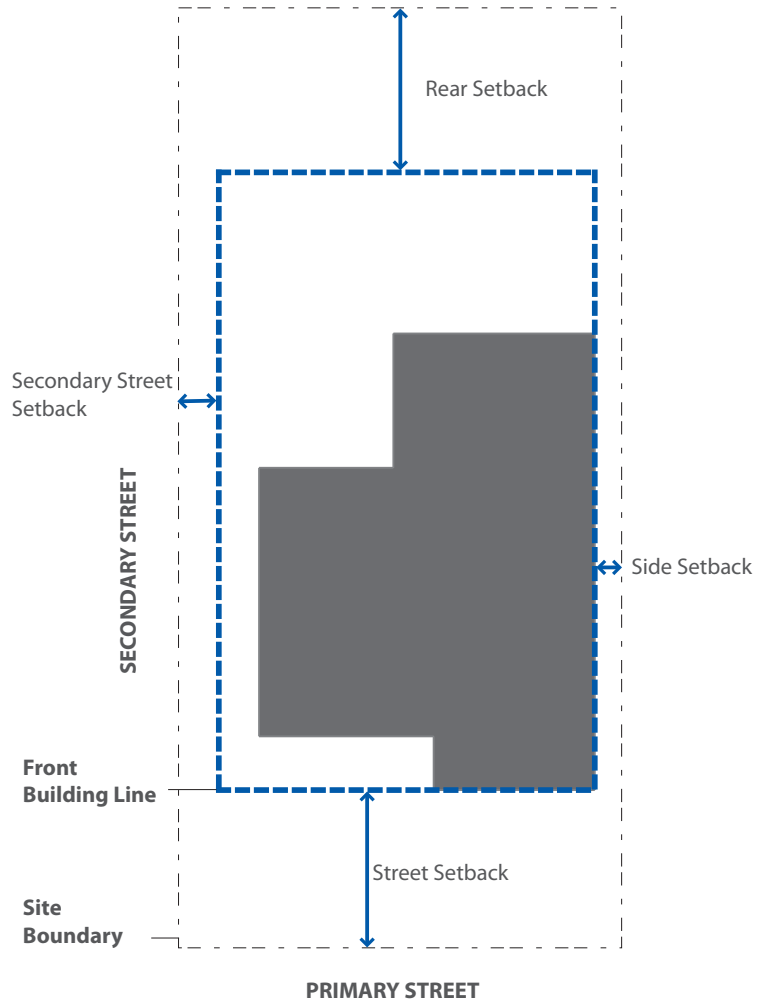 Rear Setback
Secondary Street
Setback
SECONDARY STREET
Side Setback
Front
Building Line
Street Setback
Site
Boundary
PRIMARY STREET